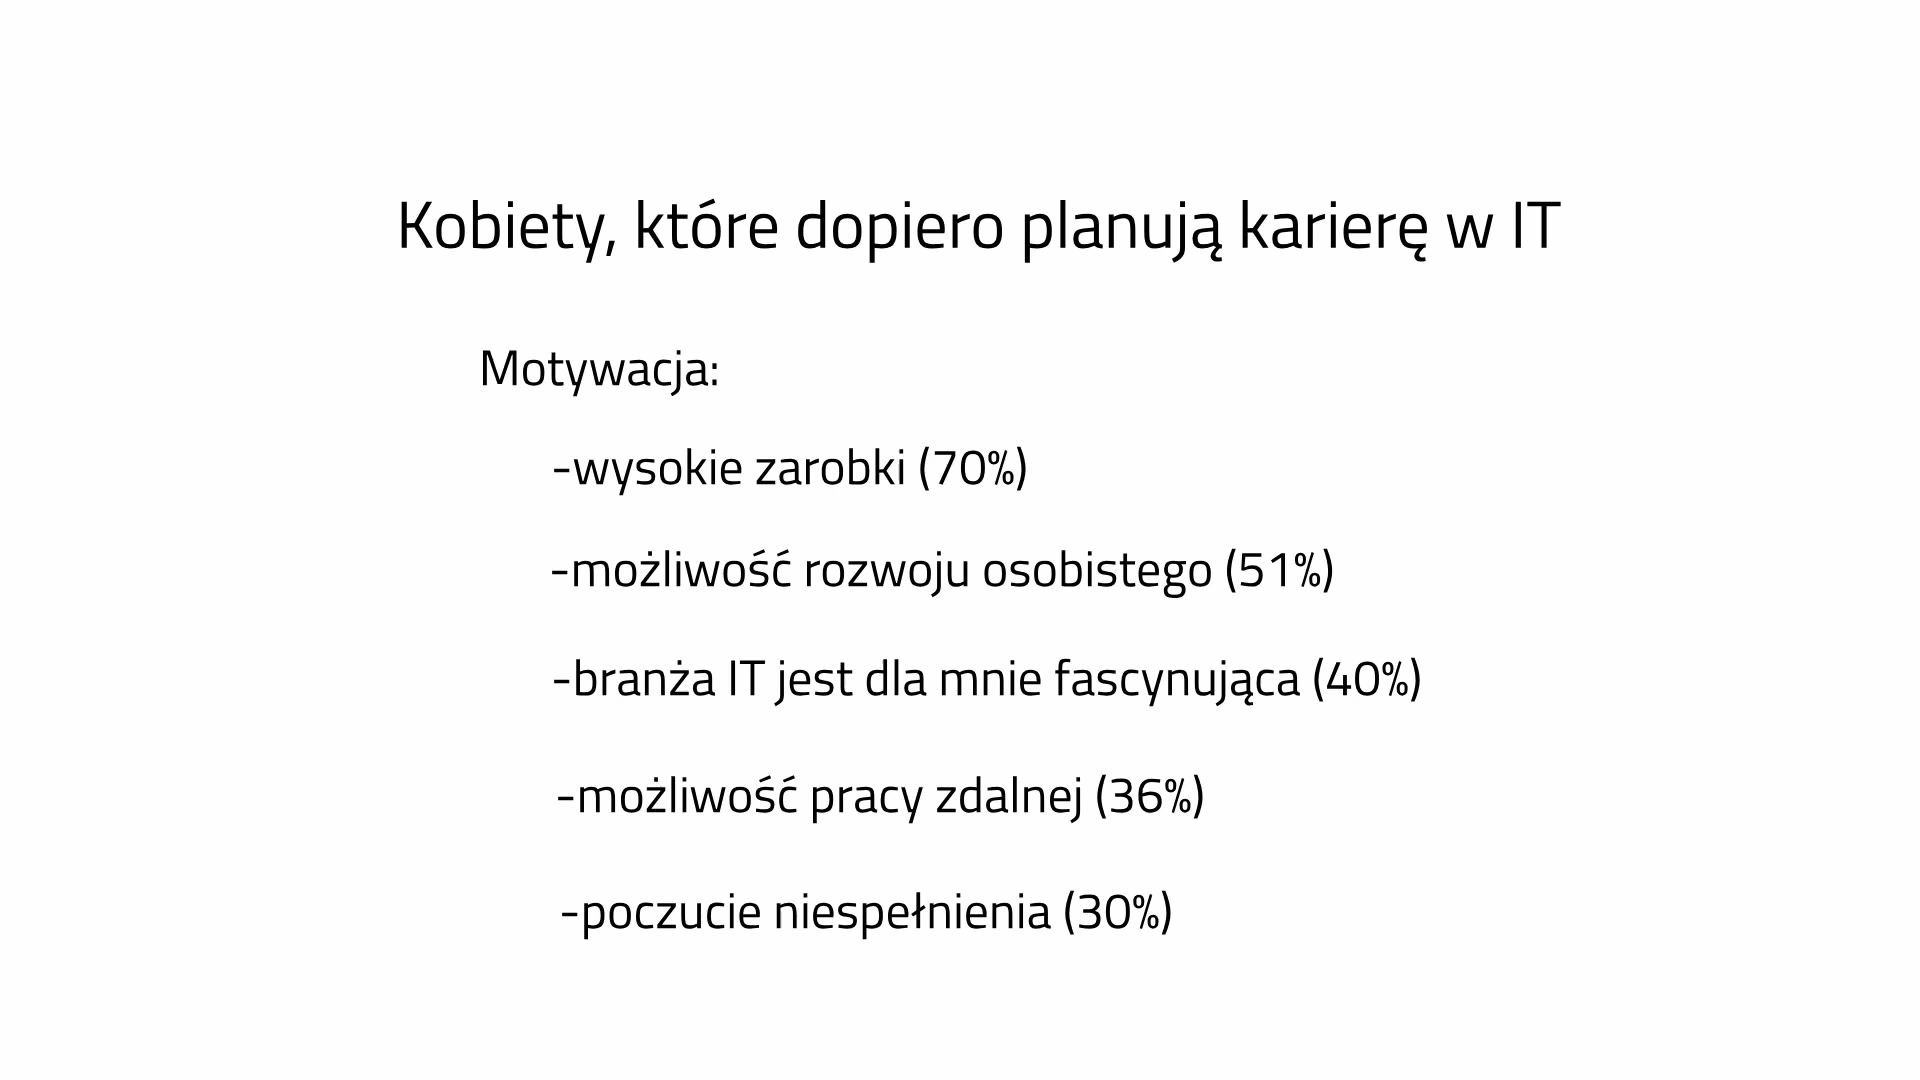 Kobiety, które dopiero planują karierę w IT
Motywacja:
-wysokie zarobki (70%)
-możliwość rozwoju osobistego (51%)
-branża IT jest dla mnie fascynująca (40%)
-możliwość pracy zdalnej (36%)
-poczucie niespełnienia (30%)